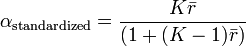 α_standardized = K r̄ / (1 + (K − 1) r̄)